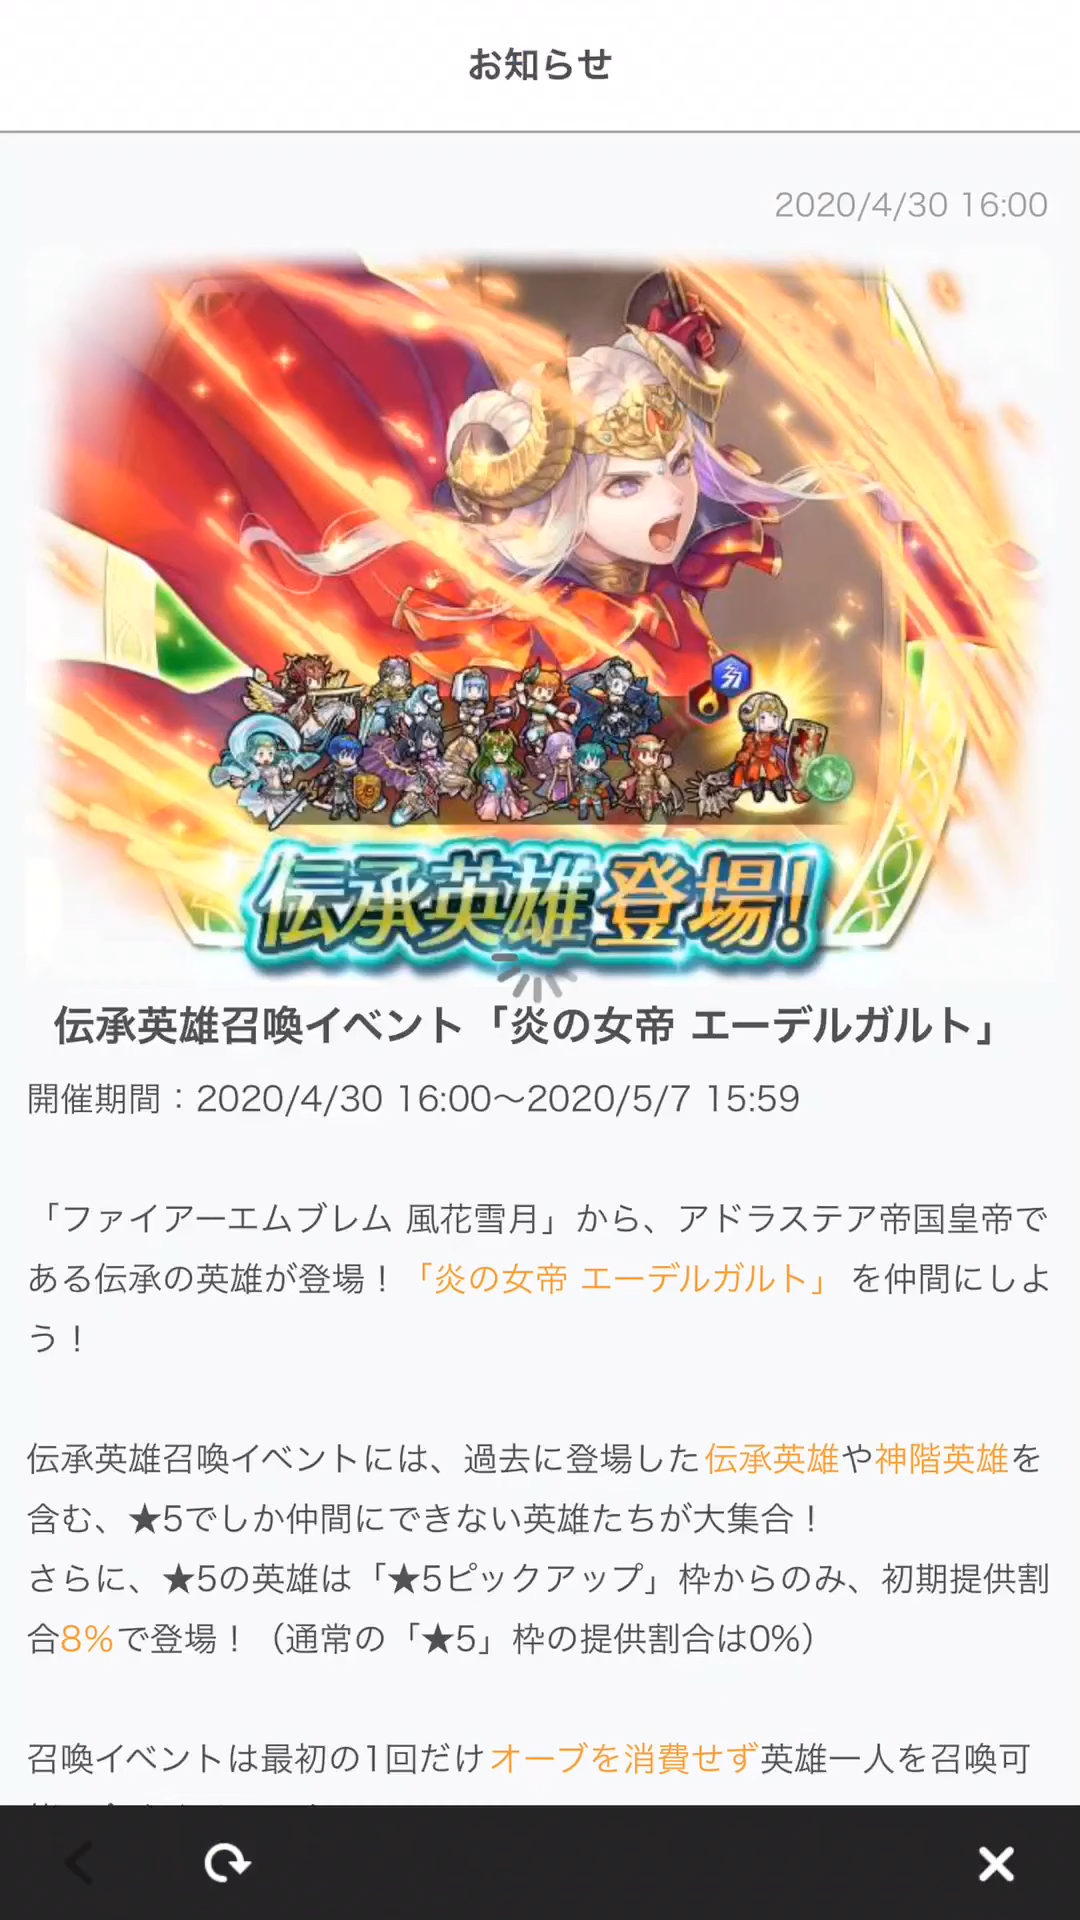 お知らせ
2020/4/30 16:00
伝承英雄登場!
伝承英雄召喚イベント「炎の女帝 エーデルガルト」
開催期間：2020/4/30 16:00〜2020/5/7 15:59
「ファイアーエムブレム 風花雪月」から、アドラステア帝国皇帝で
ある伝承の英雄が登場！「炎の女帝 エーデルガルト」 を仲間にしよ
う！
伝承英雄召喚イベントには、過去に登場した伝承英雄や神階英雄を
含む、★5でしか仲間にできない英雄たちが大集合！
さらに、★5の英雄は「★5ピックアップ」枠からのみ、初期提供割
合8%で登場！（通常の「★5」枠の提供割合は0%）
召喚イベントは最初の1回だけオーブを消費せず英雄一人を召喚可